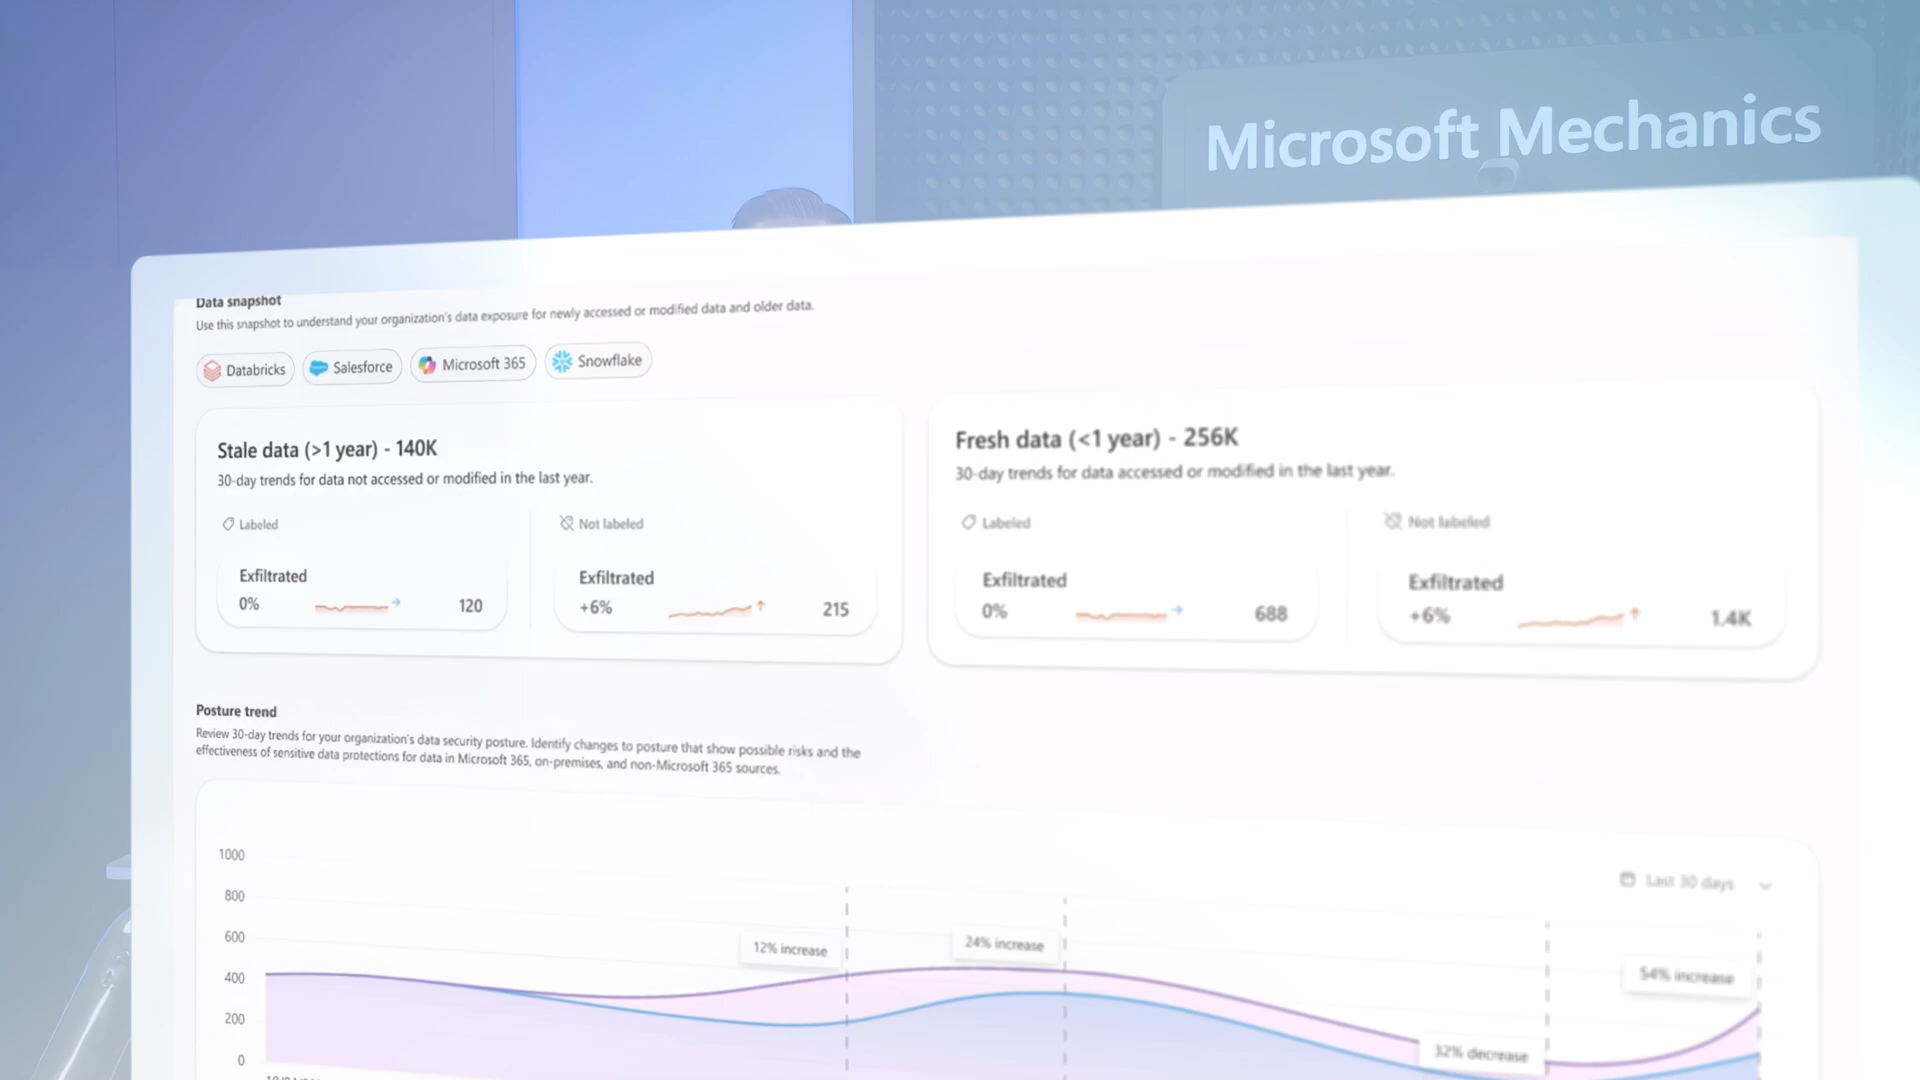 Microsoft Mechanics
Data snapshot
Use this snapshot to understand your organization's data exposure for newly accessed or modified data and older data.
Databricks
Salesforce
Microsoft 365
Snowflake
Stale data (>1 year) - 140K
30-day trends for data not accessed or modified in the last year.
Labeled
Not labeled
Exfiltrated
0%
120
Exfiltrated
+6%
215
Fresh data (<1 year) - 256K
30-day trends for data accessed or modified in the last year.
Labeled
Not labeled
Exfiltrated
0%
688
Exfiltrated
+6%
1.4K
Posture trend
Review 30-day trends for your organization's data security posture. Identify changes to posture that show possible risks and the
effectiveness of sensitive data protections for data in Microsoft 365, on-premises, and non-Microsoft 365 sources.
Last 30 days
1000
800
600
400
200
0
12% increase
24% increase
32% decrease
54% increase